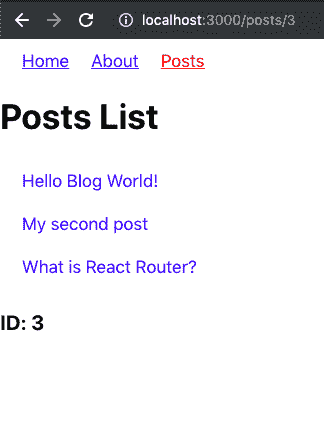 localhost:3000/posts/3
Home About Posts
Posts List
Hello Blog World!
My second post
What is React Router?
ID: 3